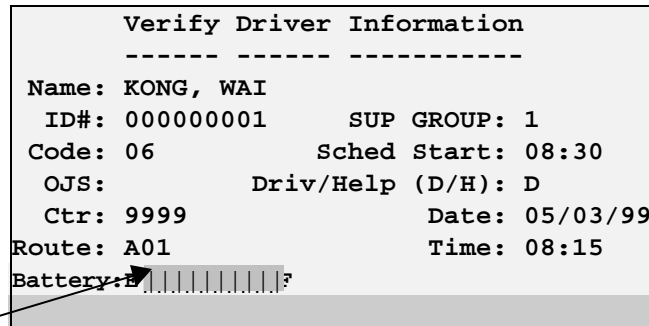 Verify Driver Information
------ ------ -----------
Name: KONG, WAI
ID#: 000000001 SUP GROUP: 1
Code: 06 Sched Start: 08:30
OJS: Driv/Help (D/H): D
Ctr: 9999 Date: 05/03/99
Route: A01 Time: 08:15
Battery:E||||||||||F